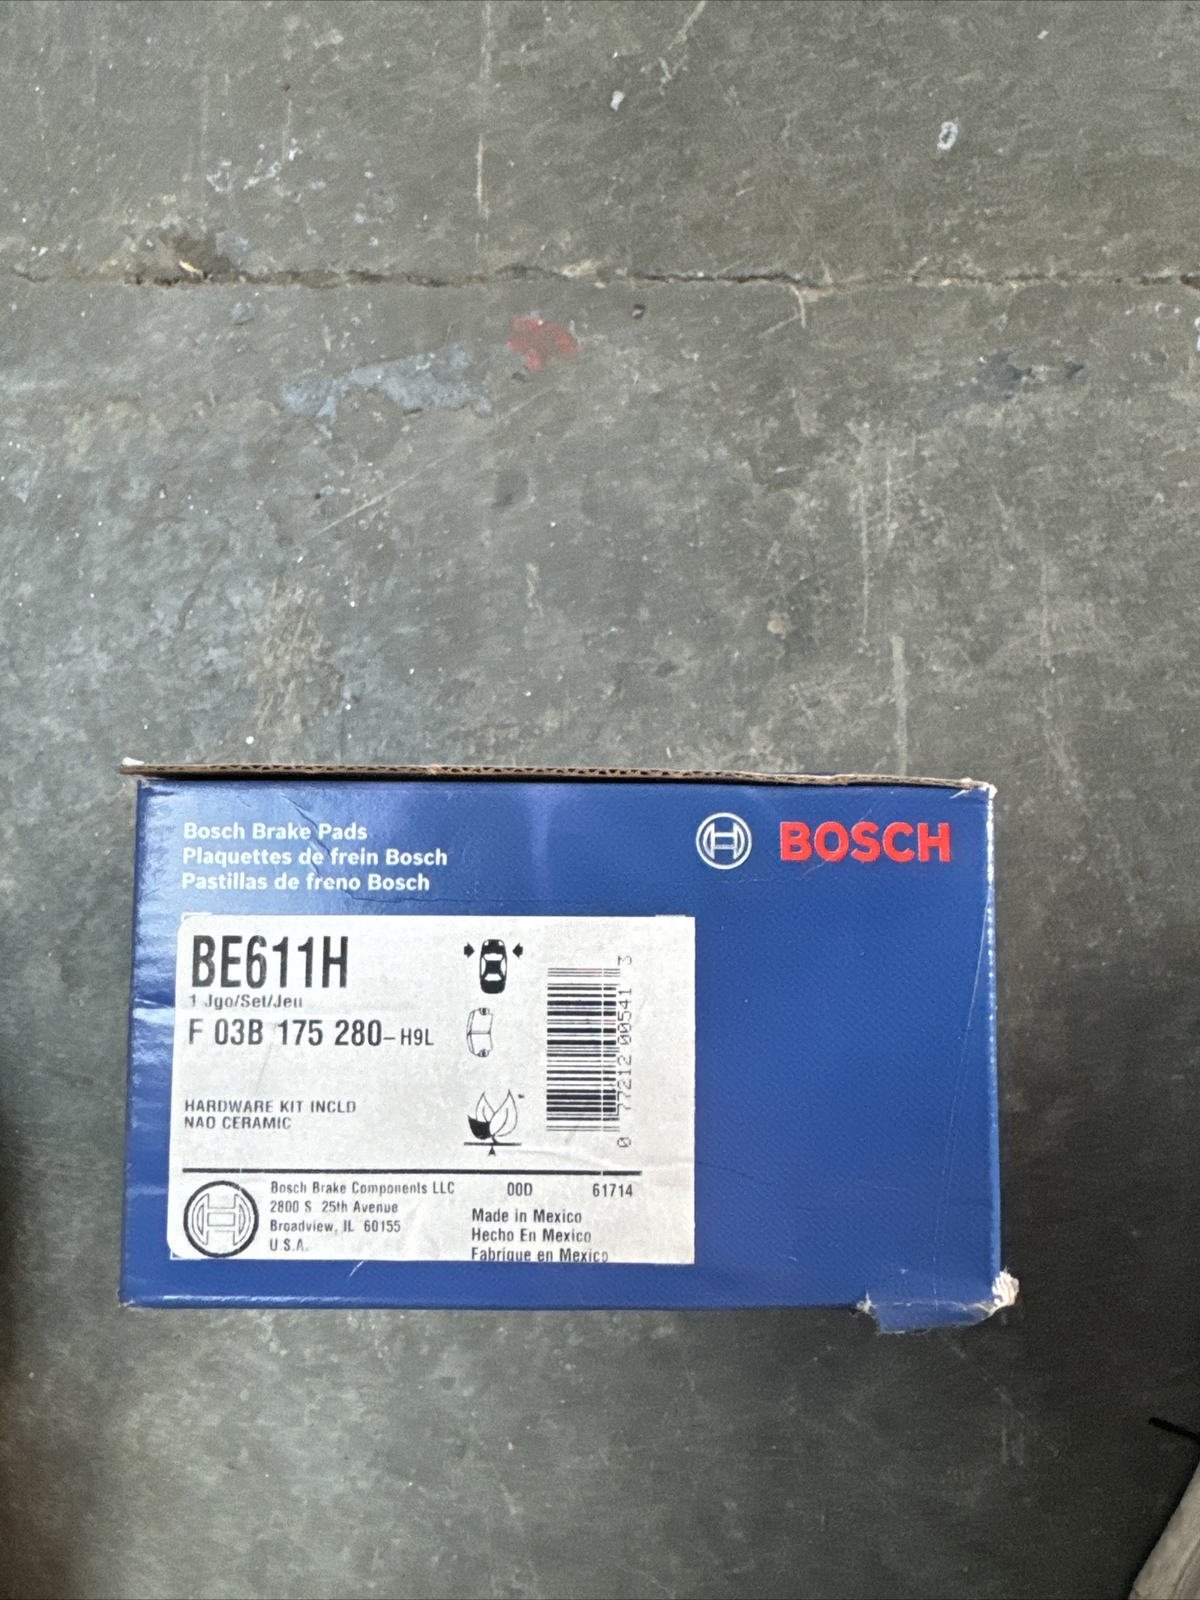 Bosch Brake Pads
Plaquettes de frein Bosch
Pastillas de freno Bosch
BOSCH
BE611H
1 Jgo/Set/Jeu
F 03B 175 280-H9L
HARDWARE KIT INCLD
NAO CERAMIC
0 77212 00541 3
Bosch Brake Components LLC
2800 S 25th Avenue
Broadview, IL 60155
U.S.A.
00D 61714
Made in Mexico
Hecho En Mexico
Fabrique en Mexico